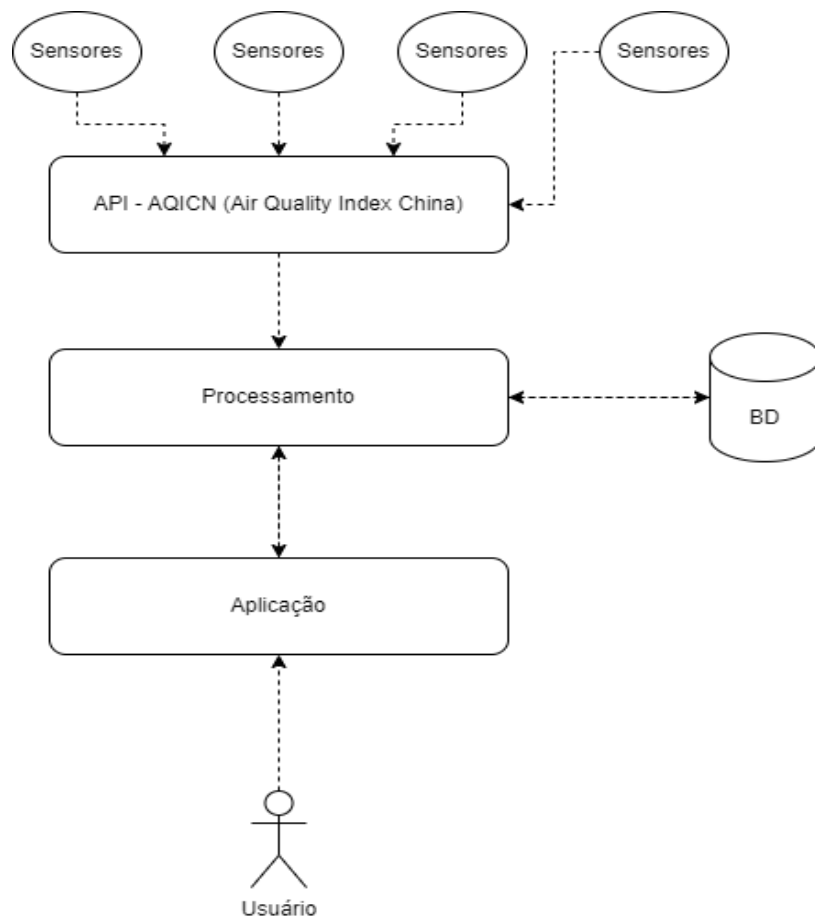 Sensores
Sensores
Sensores
Sensores
API - AQICN (Air Quality Index China)
Processamento
BD
Aplicação
Usuário